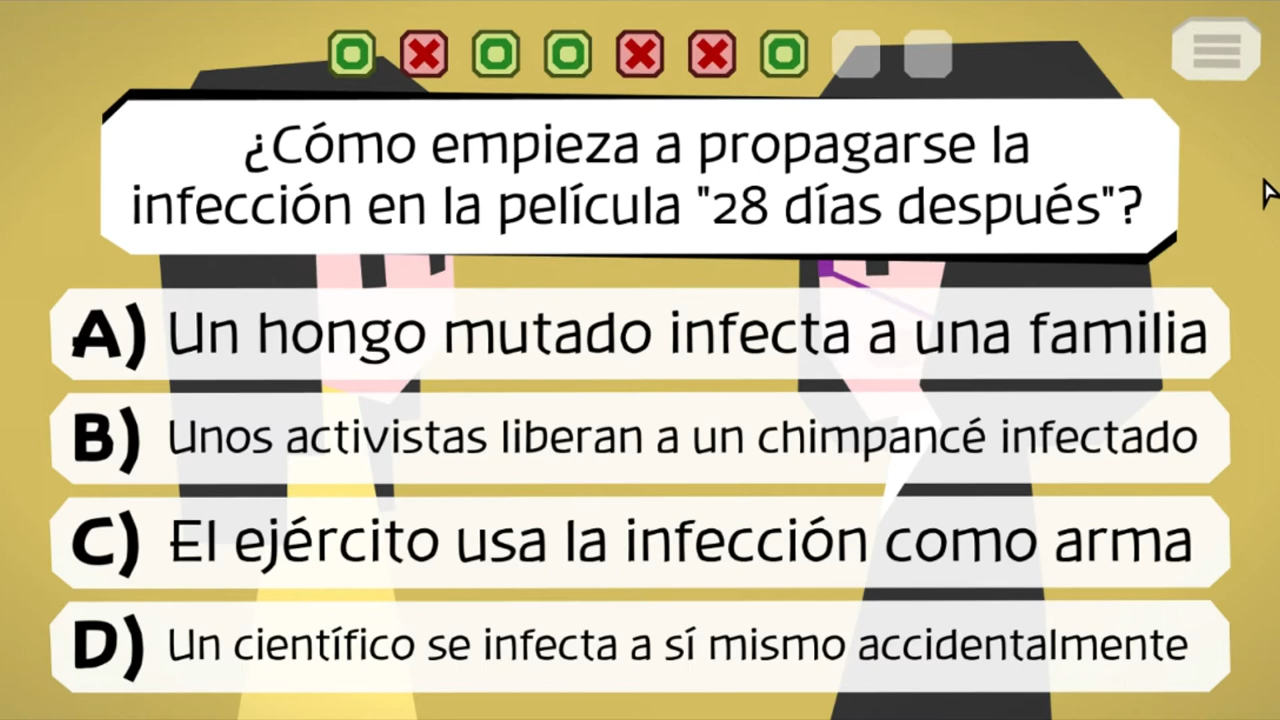 ¿Cómo empieza a propagarse la
infección en la película "28 días después"?
A) Un hongo mutado infecta a una familia
B) Unos activistas liberan a un chimpancé infectado
C) El ejército usa la infección como arma
D) Un científico se infecta a sí mismo accidentalmente